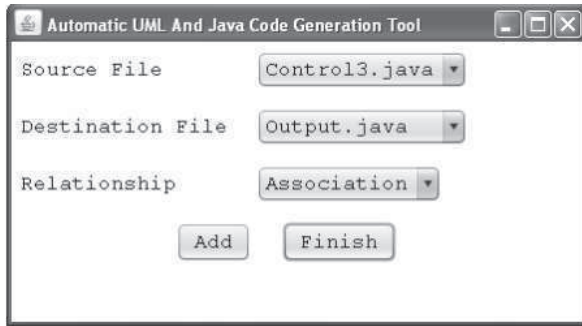 Automatic UML And Java Code Generation Tool
Source File Control3.java
Destination File Output.java
Relationship Association
Add Finish